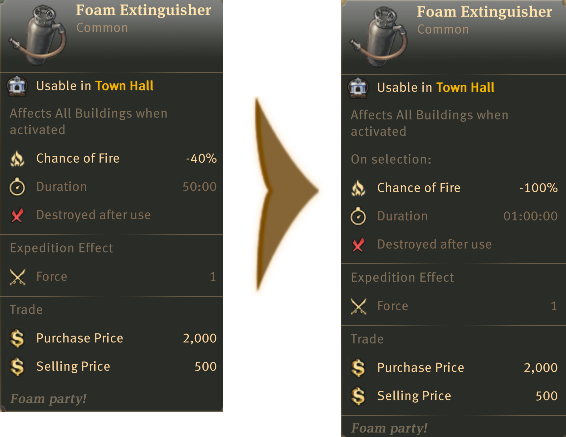 Foam Extinguisher
Common
Usable in Town Hall
Affects All Buildings when
activated
Chance of Fire -40%
Duration 50:00
Destroyed after use
Expedition Effect
Force 1
Trade
Purchase Price 2,000
Selling Price 500
Foam party!
Foam Extinguisher
Common
Usable in Town Hall
Affects All Buildings when
activated
On selection:
Chance of Fire -100%
Duration 01:00:00
Destroyed after use
Expedition Effect
Force 1
Trade
Purchase Price 2,000
Selling Price 500
Foam party!